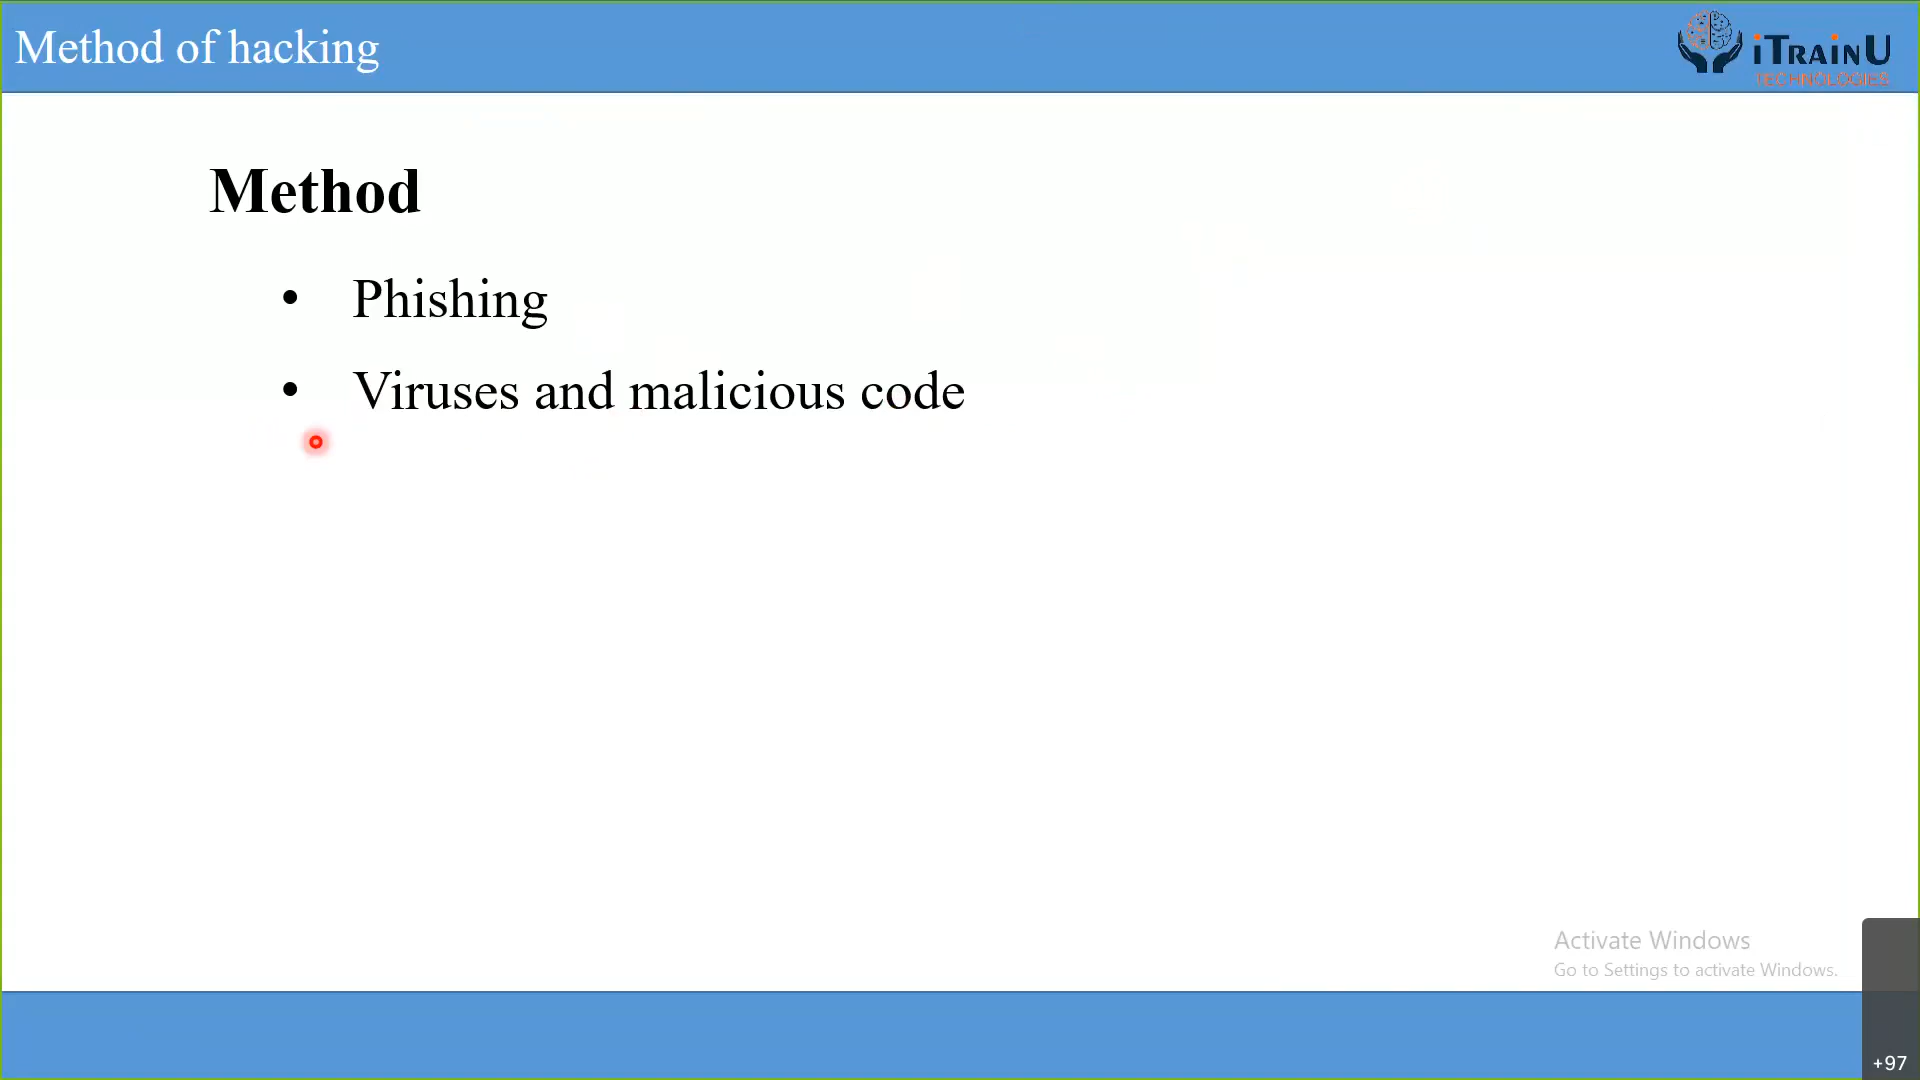 Method of hacking
iTRAINU
TECHNOLOGIES
Method
• Phishing
• Viruses and malicious code
Activate Windows
Go to Settings to activate Windows.
+97